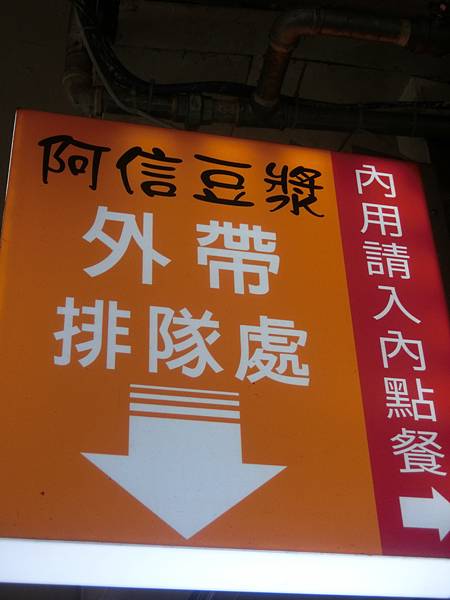 阿信豆漿
外帶
排隊處
內用請入內點餐